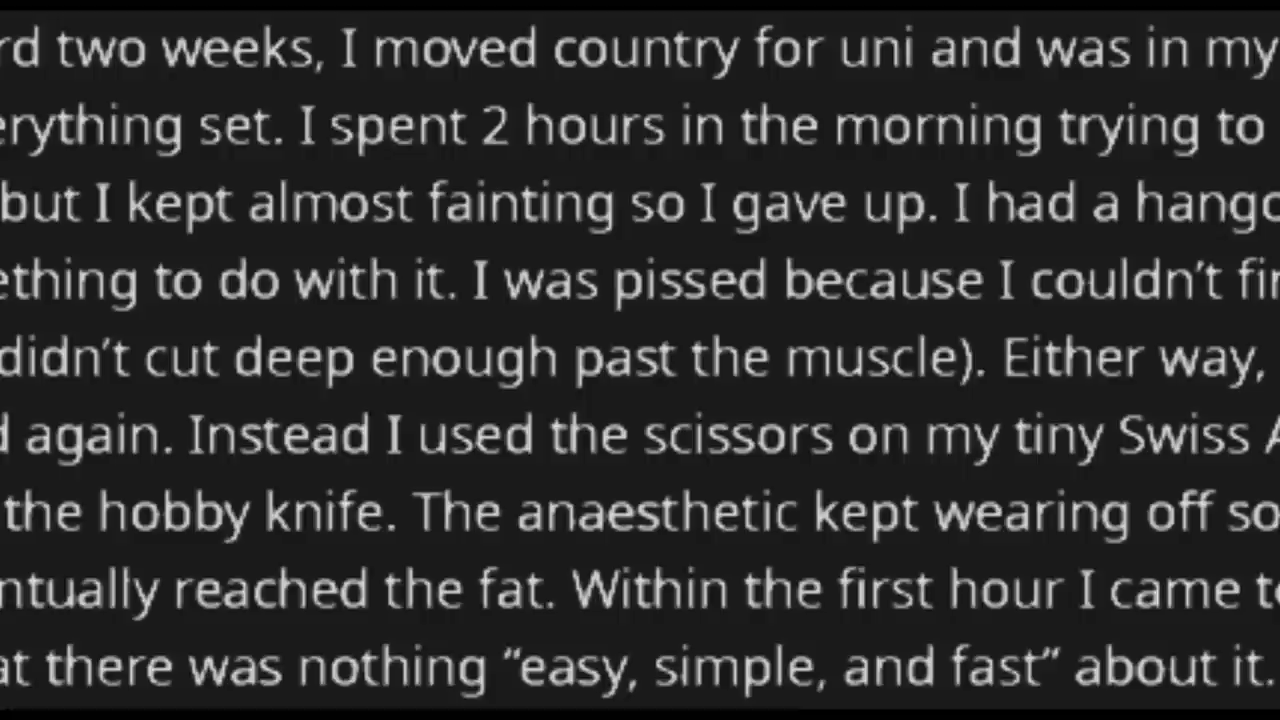 rd two weeks, I moved country for uni and was in my
erything set. I spent 2 hours in the morning trying to
but I kept almost fainting so I gave up. I had a hango
ething to do with it. I was pissed because I couldn’t fin
didn’t cut deep enough past the muscle). Either way,
d again. Instead I used the scissors on my tiny Swiss A
the hobby knife. The anaesthetic kept wearing off so
ntually reached the fat. Within the first hour I came to
at there was nothing “easy, simple, and fast” about it.